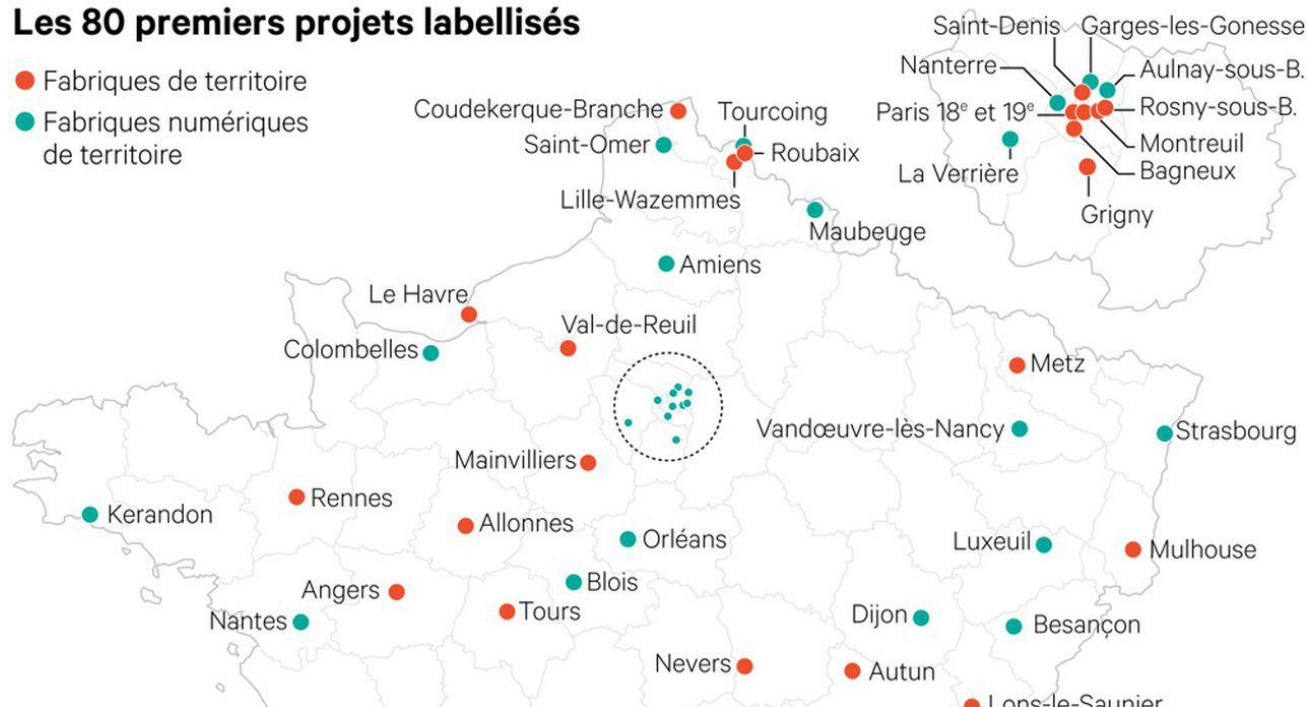 Les 80 premiers projets labellisés
Fabriques de territoire
Fabriques numériques
de territoire
Saint-Denis
Garges-les-Gonesse
Nanterre
Aulnay-sous-B.
Paris 18e et 19e
Rosny-sous-B.
Montreuil
La Verrière
Bagneux
Grigny
Coudekerque-Branche
Tourcoing
Saint-Omer
Roubaix
Lille-Wazemmes
Maubeuge
Amiens
Le Havre
Val-de-Reuil
Colombelles
Metz
Vandœuvre-lès-Nancy
Strasbourg
Mainvilliers
Rennes
Kerandon
Allonnes
Orléans
Luxeuil
Mulhouse
Angers
Blois
Tours
Nantes
Dijon
Besançon
Nevers
Autun
Lons-le-Saunier